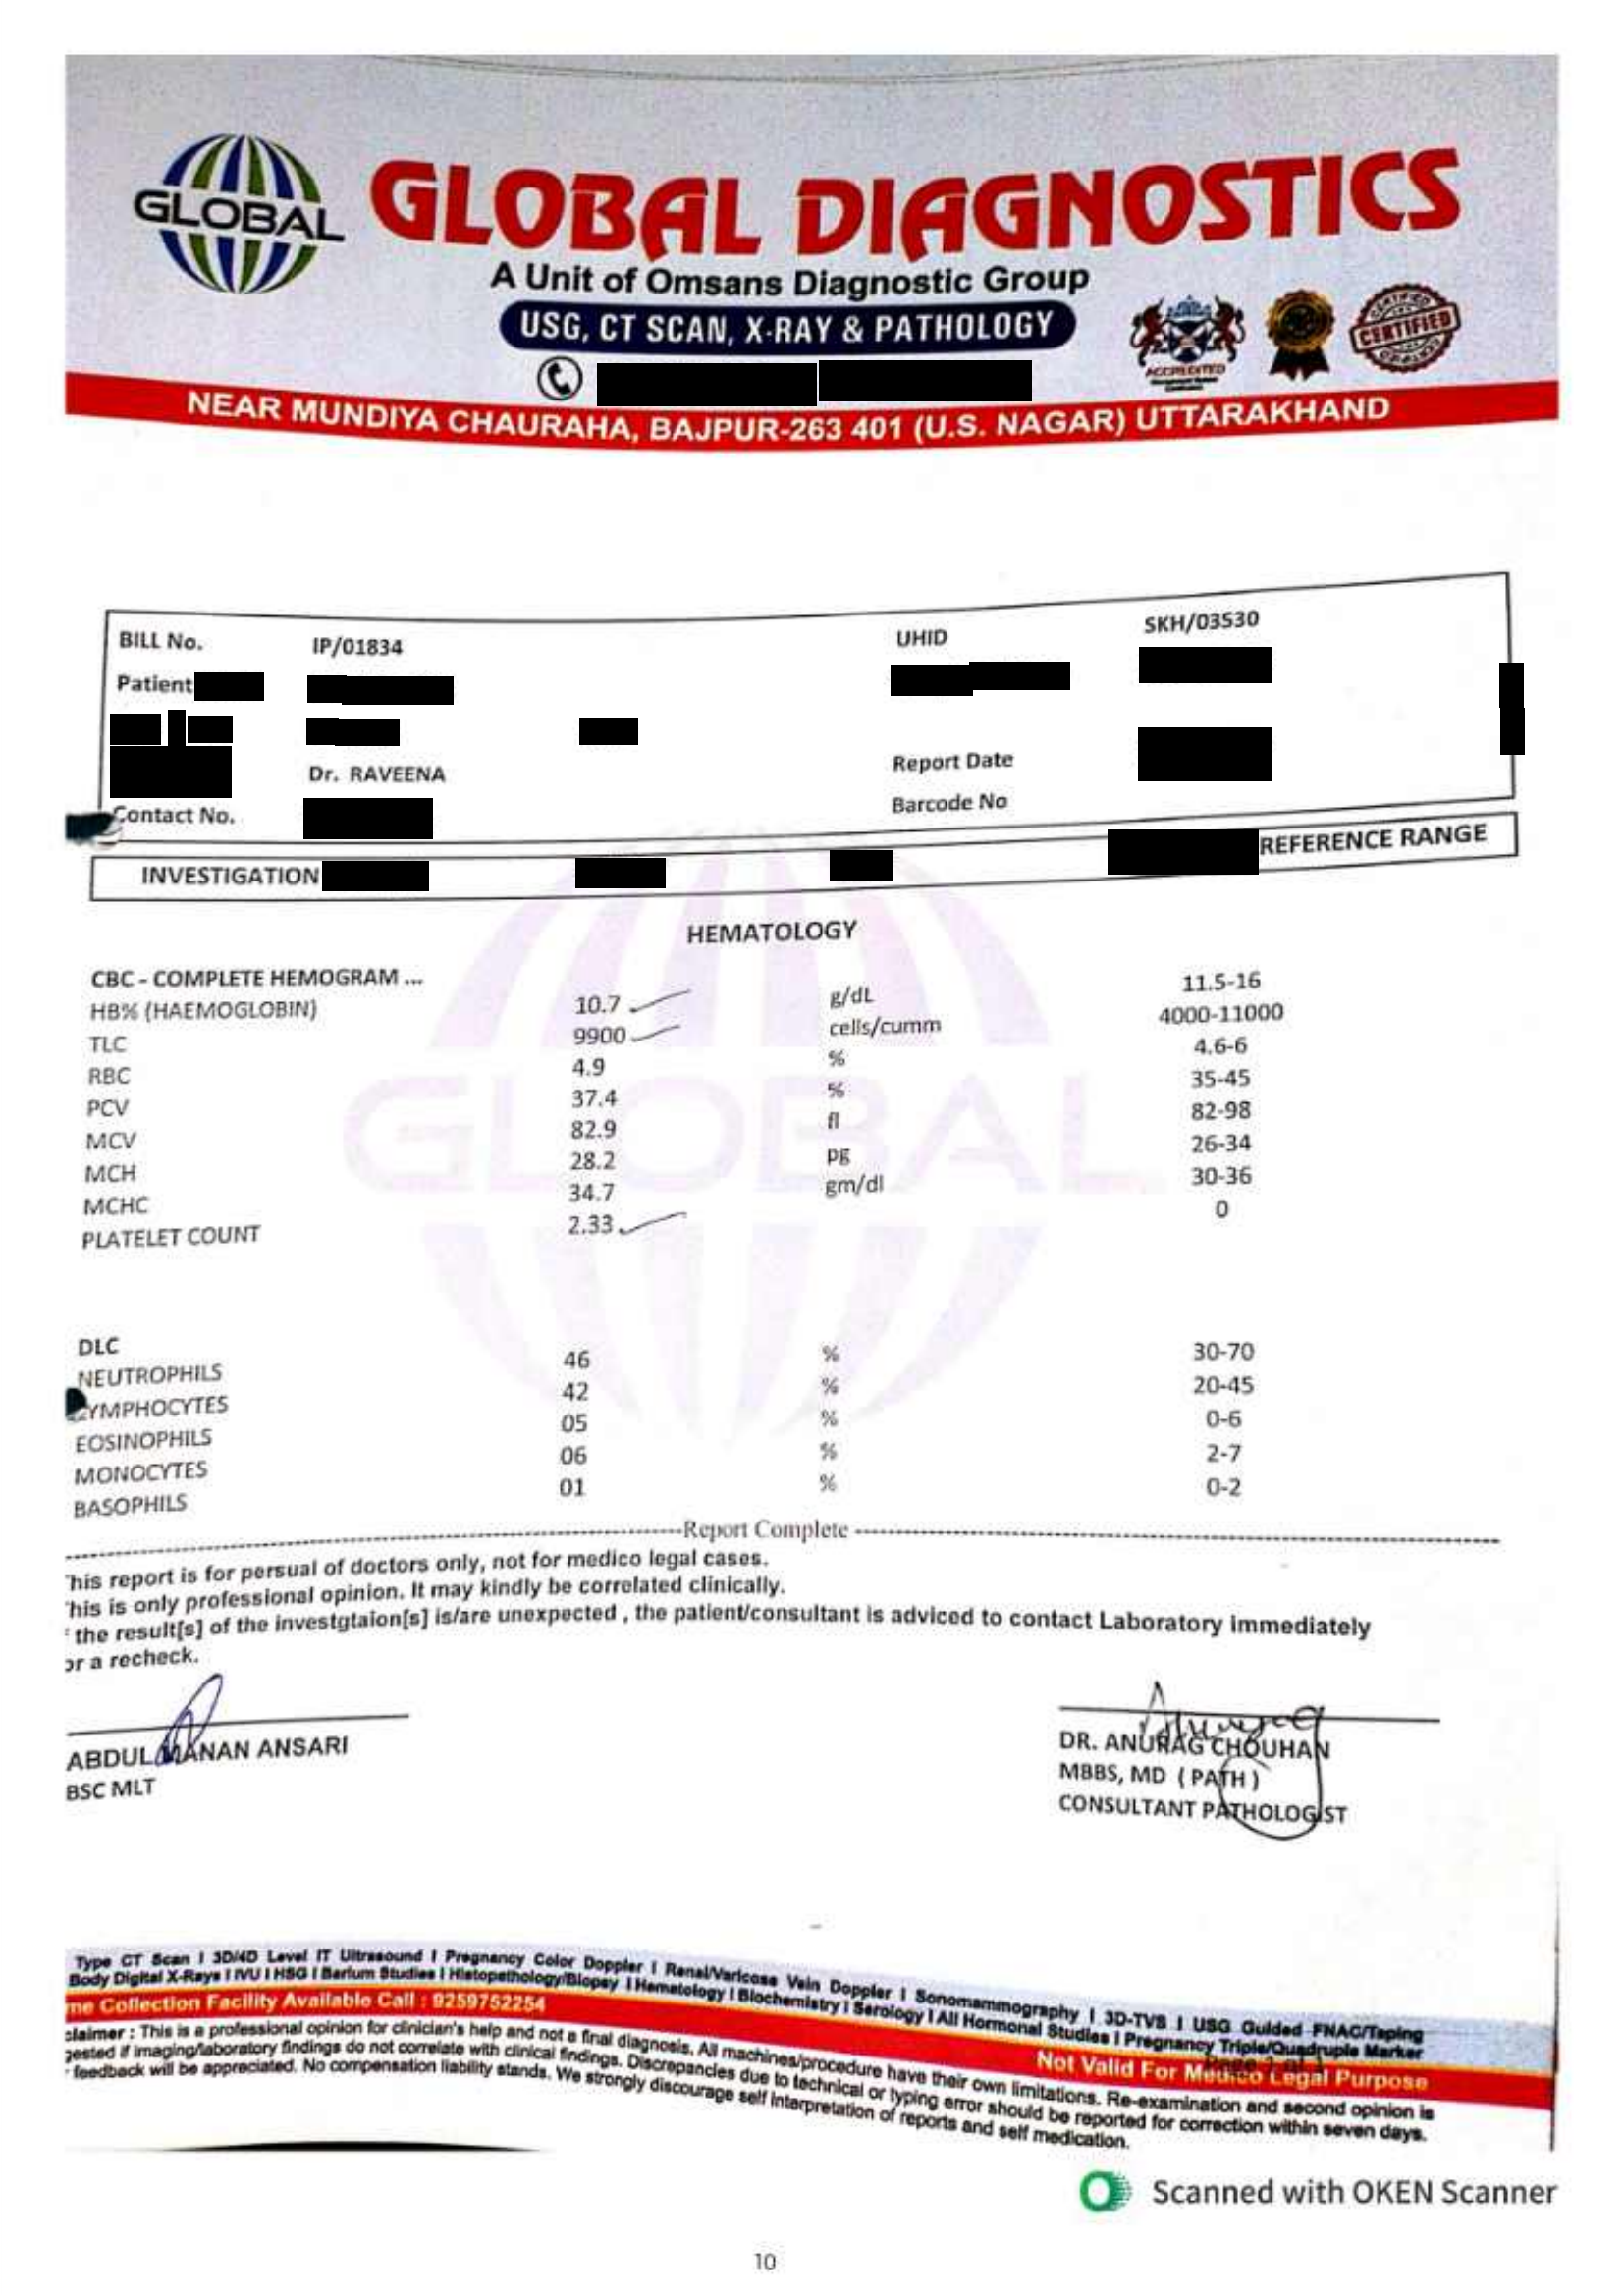 GLOBAL
GLOBAL DIAGNOSTICS
A Unit of Omsans Diagnostic Group
USG, CT SCAN, X-RAY & PATHOLOGY
ACCREDITED
CERTIFIED
NEAR MUNDIYA CHAURAHA, BAJPUR-263 401 (U.S. NAGAR) UTTARAKHAND
BILL No. IP/01834 UHID SKH/03530
Patient
Dr. RAVEENA Report Date
Contact No. Barcode No
INVESTIGATION REFERENCE RANGE
HEMATOLOGY
CBC - COMPLETE HEMOGRAM ...
HB% (HAEMOGLOBIN) 10.7 g/dL 11.5-16
TLC 9900 cells/cumm 4000-11000
RBC 4.9 % 4.6-6
PCV 37.4 % 35-45
MCV 82.9 fl 82-98
MCH 28.2 pg 26-34
MCHC 34.7 gm/dl 30-36
PLATELET COUNT 2.33 0
GLOBAL
DLC
NEUTROPHILS 46 % 30-70
LYMPHOCYTES 42 % 20-45
EOSINOPHILS 05 % 0-6
MONOCYTES 06 % 2-7
BASOPHILS 01 % 0-2
Report Complete
his report is for persual of doctors only, not for medico legal cases.
his is only professional opinion. It may kindly be correlated clinically.
the result[s] of the investgtaion[s] is/are unexpected , the patient/consultant is adviced to contact Laboratory immediately
or a recheck.
ABDUL MANAN ANSARI
BSC MLT
DR. ANURAG CHOUHAN
MBBS, MD ( PATH )
CONSULTANT PATHOLOGIST
Type CT Scan I 3D/4D Level IT Ultrasound I Pregnancy Color Doppler I Renal/Varicose Vein Doppler I Sonomammography I 3D-TVS I USG Guided FNAC/Taping
Body Digital X-Rays I IVU I HSG I Barium Studies I Histopathology/Biopsy I Hematology I Biochemistry I Serology I All Hormonal Studies I Pregnancy Triple/Quadruple Marker
me Collection Facility Available Call : 9259752254
Not Valid For Medico Legal Purpose
claimer : This is a professional opinion for clinician's help and not a final diagnosis. All machines/procedure have their own limitations. Re-examination and second opinion is
gested if imaging/laboratory findings do not correlate with clinical findings. Discrepancies due to technical or typing error should be reported for correction within seven days.
feedback will be appreciated. No compensation liability stands. We strongly discourage self interpretation of reports and self medication.
Scanned with OKEN Scanner
10